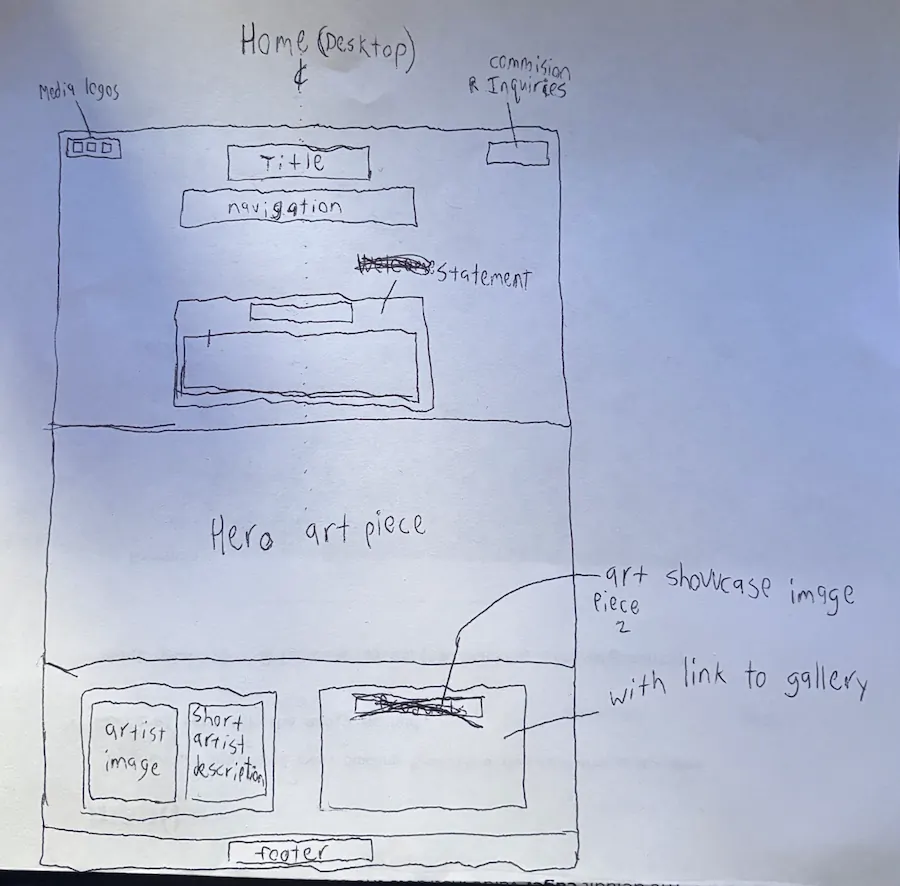 Home (Desktop)
¢
Media logos
commision
R Inquiries
Title
navigation
Statement
Hero art piece
art showcase image
piece
2
with link to gallery
artist
image
short
artist
description
footer